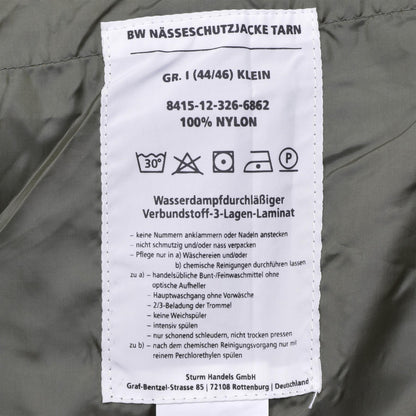 BW NÄSSESCHUTZJACKE TARN
GR. I (44/46) KLEIN
8415-12-326-6862
100% NYLON
30°
P
Wasserdampfdurchläßiger
Verbundstoff-3-Lagen-Laminat
- keine Nummern anklammern oder Nadeln anstecken
- nicht schmutzig und/oder nass verpacken
- Pflege nur in a) Wäschereien und/oder
b) chemische Reinigungen durchführen lassen
zu a) - handelsübliche Bunt-/Feinwaschmittel ohne
optische Aufheller
- Hauptwaschgang ohne Vorwäsche
- 2/3-Beladung der Trommel
- keine Weichspüler
- intensiv spülen
- nur schonend schleudern, nicht trocken pressen
zu b) - nach dem chemischen Reinigungsvorgang nur mit
reinem Perchlorethylen spülen
Sturm Handels GmbH
Graf-Bentzel-Strasse 85 | 72108 Rottenburg | Deutschland